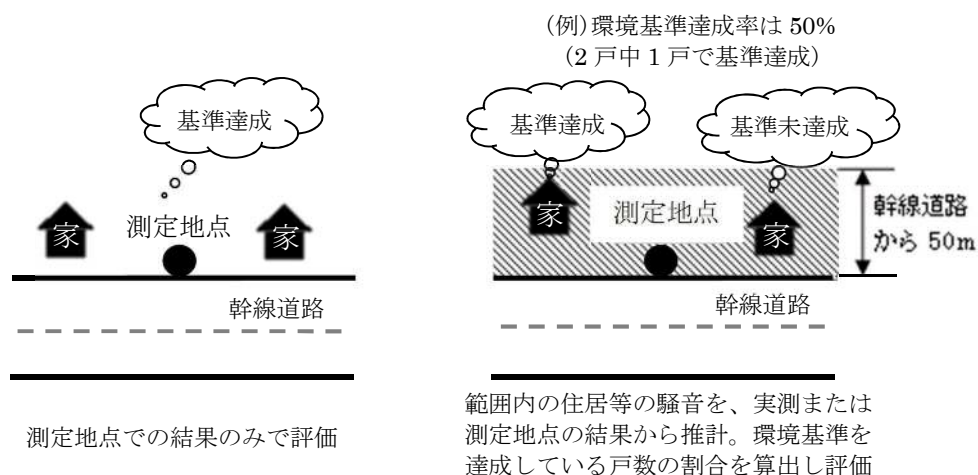 基準達成
家
測定地点
家
幹線道路
測定地点での結果のみで評価
(例)環境基準達成率は 50%
(2 戸中 1 戸で基準達成)
基準達成
基準未達成
家
測定地点
家
幹線道路
から 50m
幹線道路
範囲内の住居等の騒音を、実測または
測定地点の結果から推計。環境基準を
達成している戸数の割合を算出し評価